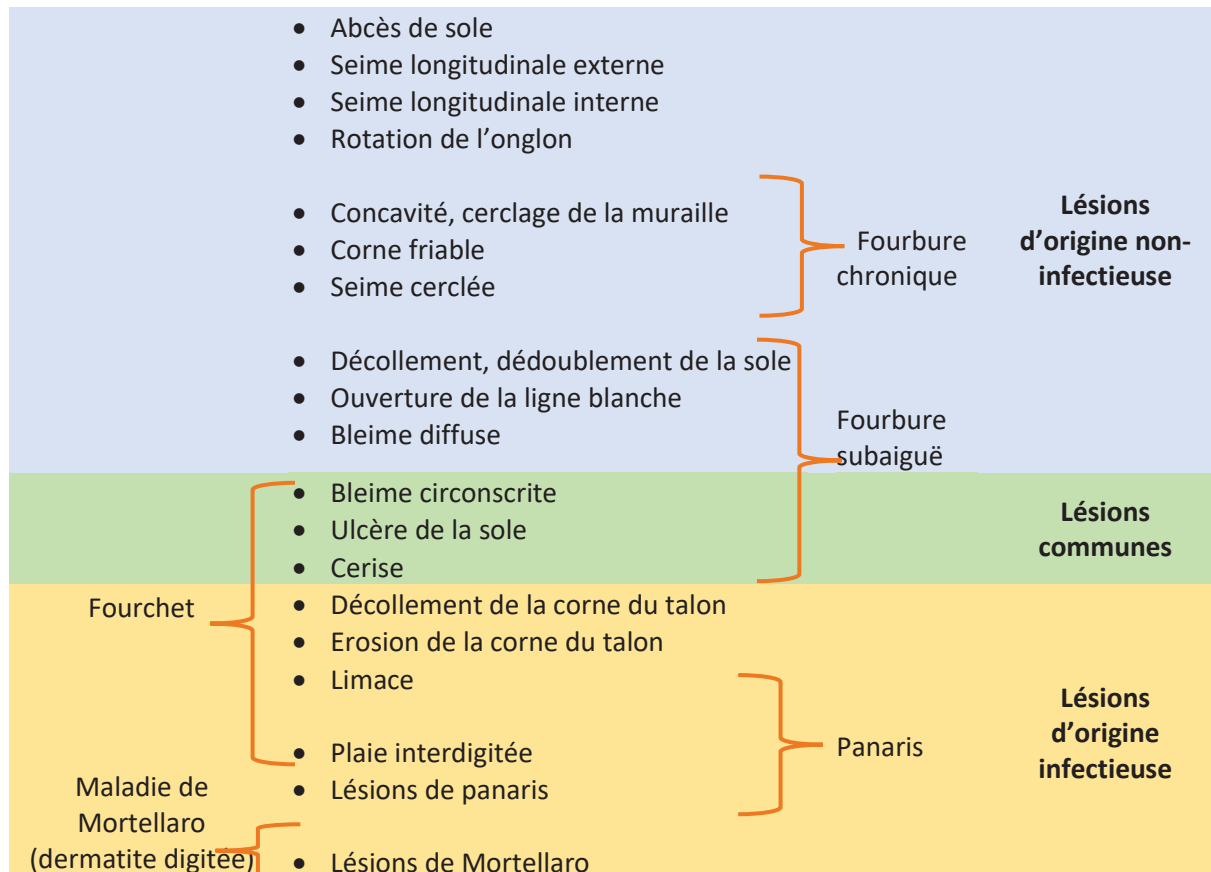 • Abcès de sole
• Seime longitudinale externe
• Seime longitudinale interne
• Rotation de l’onglon
• Concavité, cerclage de la muraille
• Corne friable
• Seime cerclée
Fourbure
chronique
Lésions
d’origine non-
infectieuse
• Décollement, dédoublement de la sole
• Ouverture de la ligne blanche
• Bleime diffuse
Fourbure
subaiguë
• Bleime circonscrite
• Ulcère de la sole
• Cerise
Lésions
communes
Fourchet
• Décollement de la corne du talon
• Erosion de la corne du talon
• Limace
• Plaie interdigitée
• Lésions de panaris
Panaris
Lésions
d’origine
infectieuse
Maladie de
Mortellaro
(dermatite digitée)
• Lésions de Mortellaro